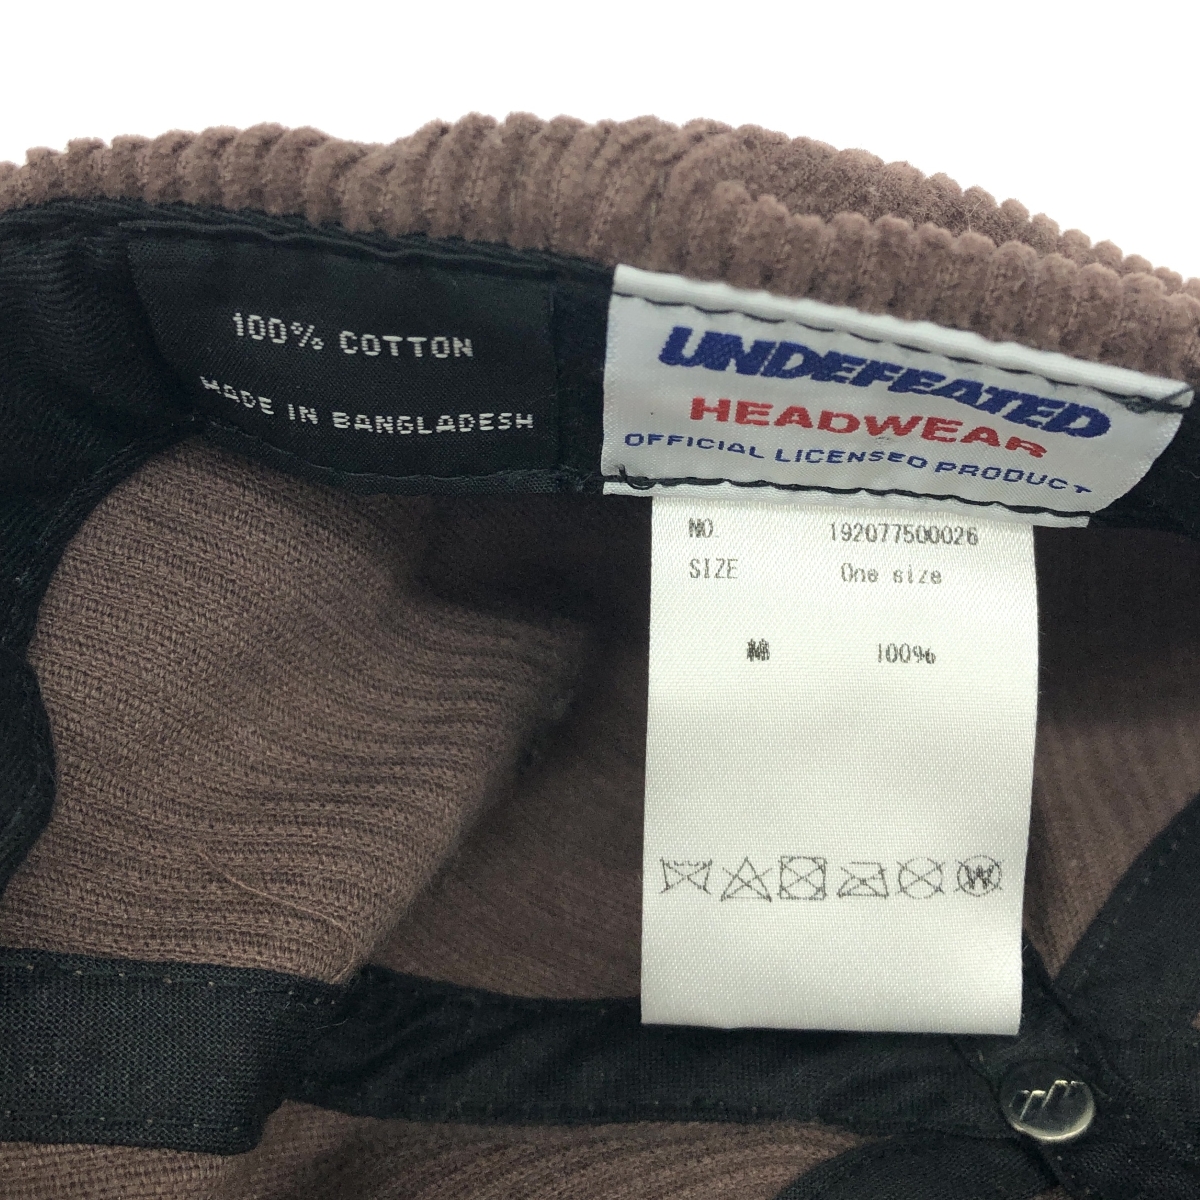 100% COTTON
MADE IN BANGLADESH
UNDEFEATED
HEADWEAR
OFFICIAL LICENSED PRODUCT
NO. 192077500026
SIZE One size
綿 100%
W